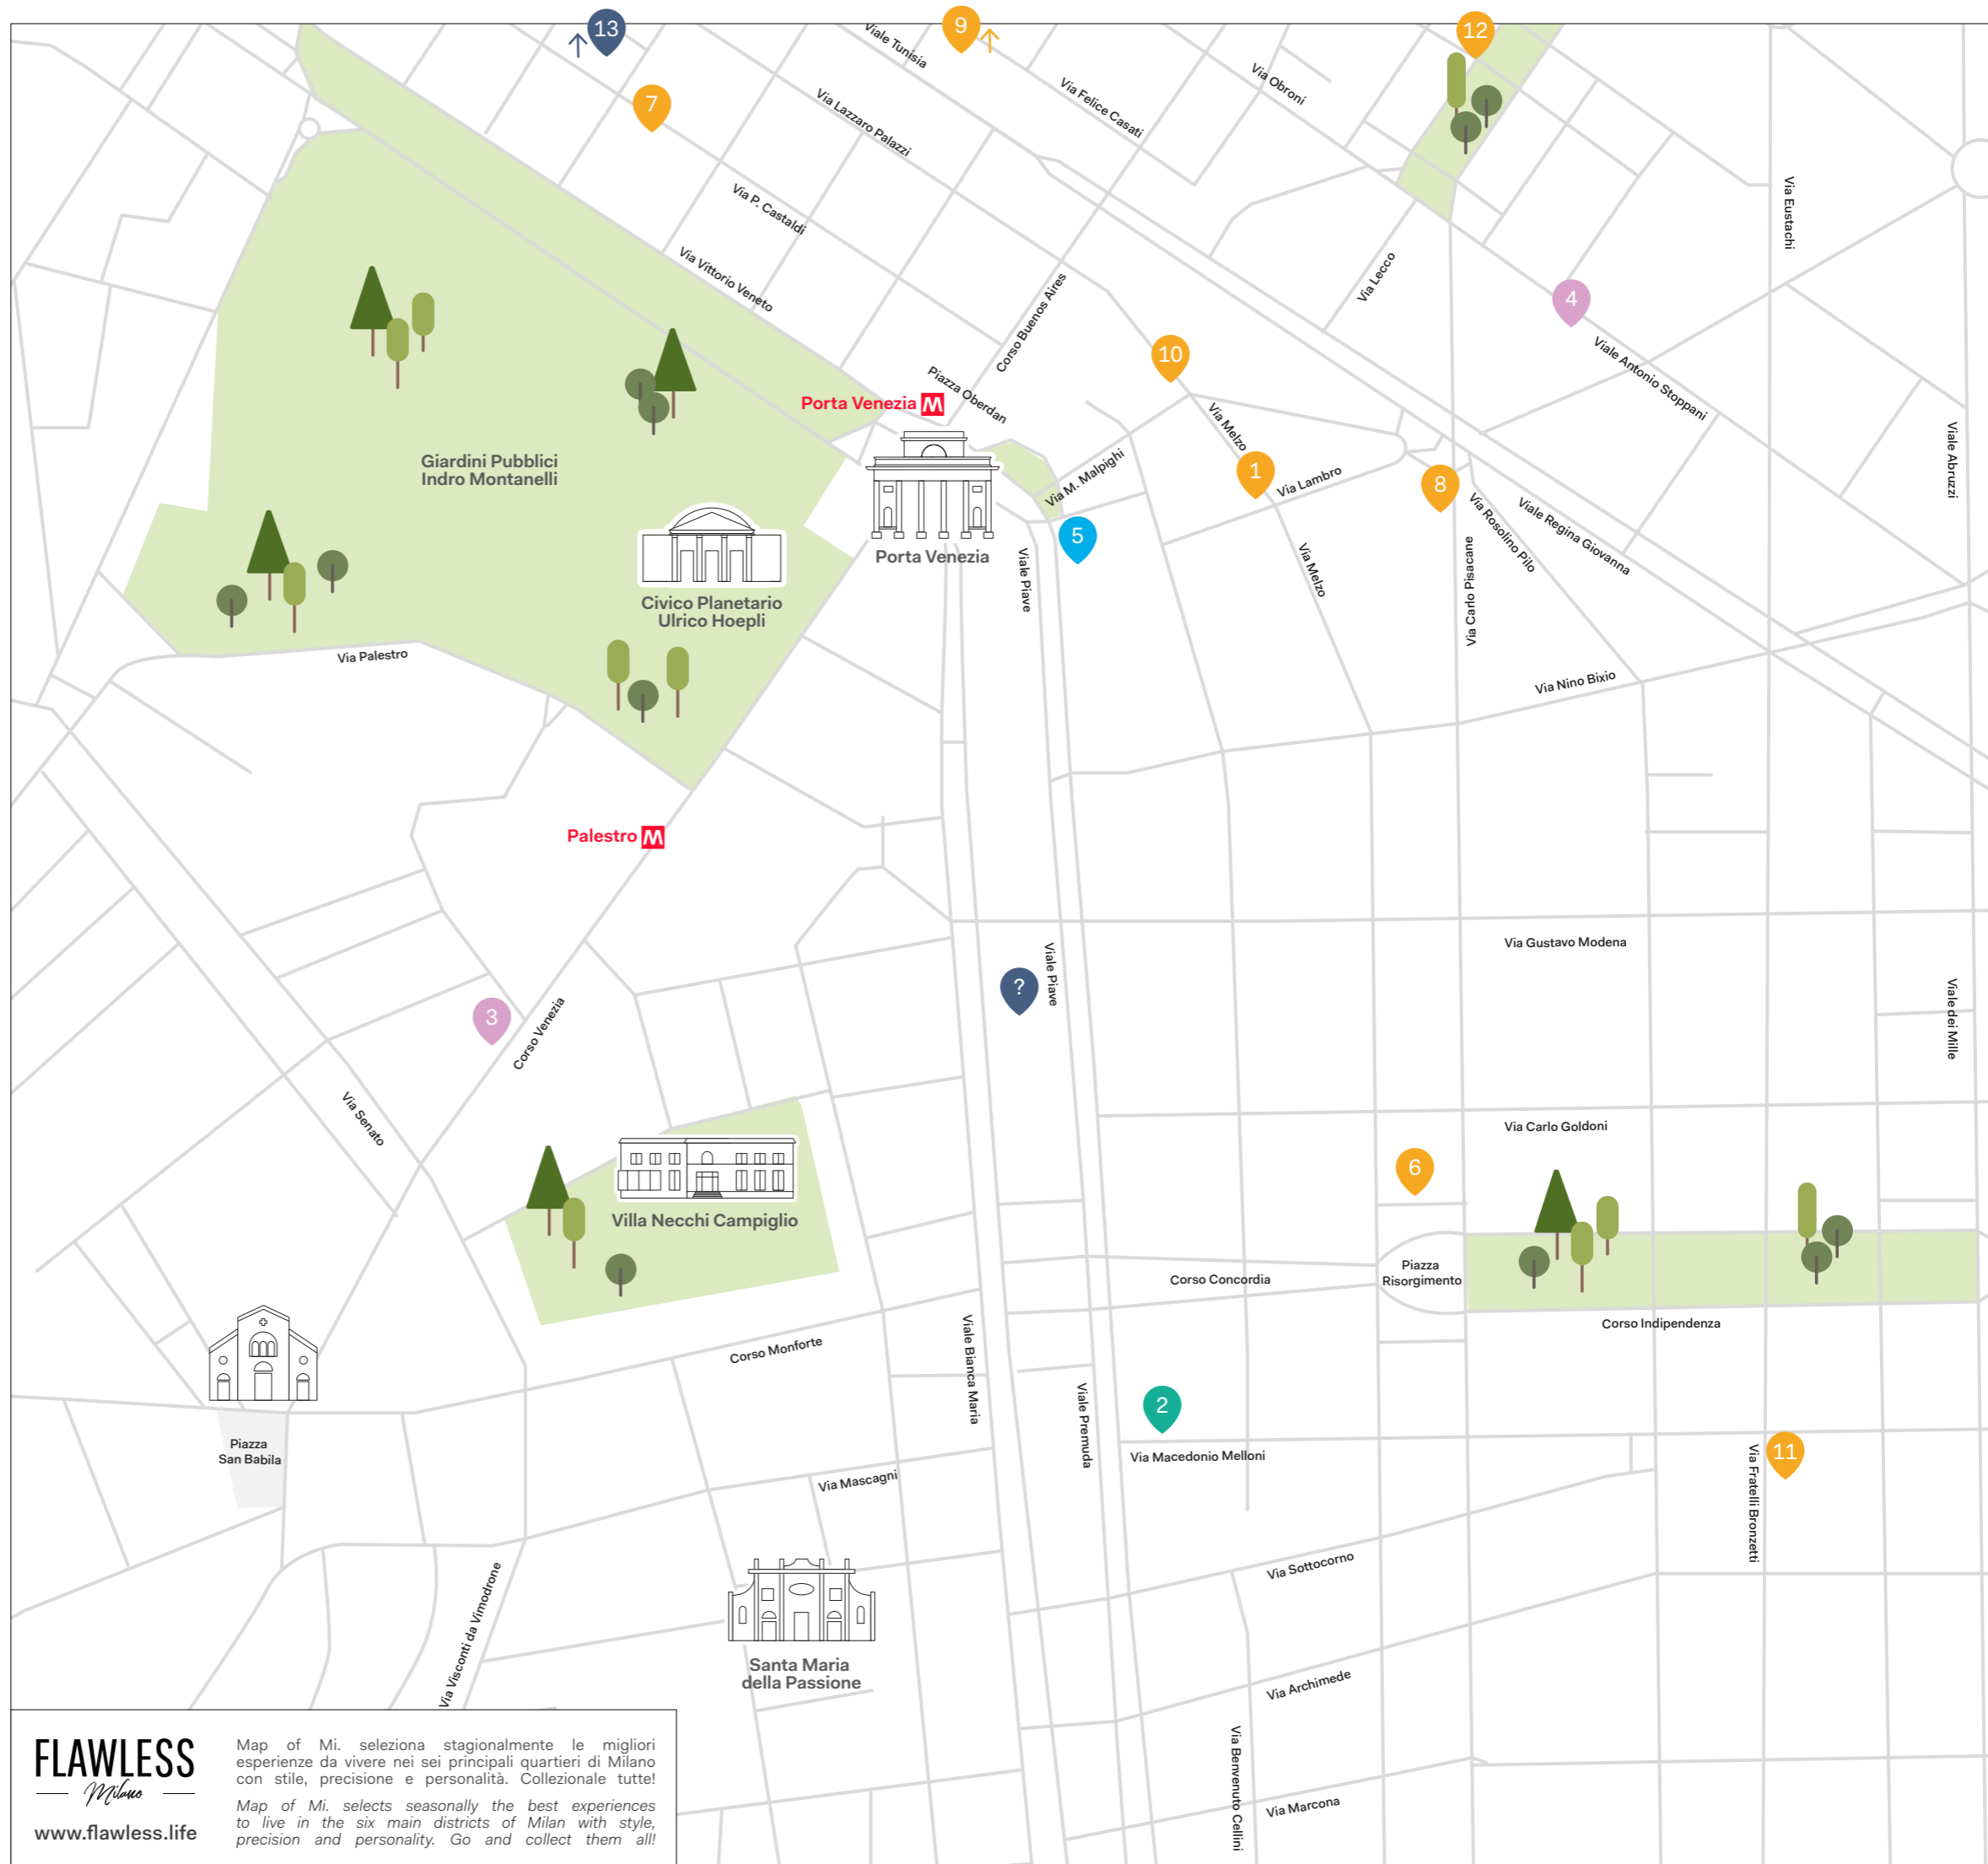 13
9
12
Viale Tunisia
Via Felice Casati
Via Obroni
7
Via Lazzaro Palazzi
Via P. Castaldi
Via Vittorio Veneto
Via Eustachi
Via Lecco
4
Corso Buenos Aires
10
Viale Antonio Stoppani
Piazza Oberdan
Porta Venezia M
Via Melzo
1
Via Lambro
8
Viale Abruzzi
Giardini Pubblici
Indro Montanelli
Via M. Malpighi
5
Porta Venezia
Via Rosolino Pilo
Viale Regina Giovanna
Viale Piave
Via Melzo
Via Carlo Pisacane
Civico Planetario
Ulrico Hoepli
Via Palestro
Via Nino Bixio
Palestro M
Via Gustavo Modena
?
Viale Piave
3
Corso Venezia
Viale dei Mille
Via Senato
Via Carlo Goldoni
6
Villa Necchi Campiglio
Corso Concordia
Piazza
Risorgimento
Corso Indipendenza
Corso Monforte
Viale Bianca Maria
2
Viale Premuda
Via Macedonio Melloni
Piazza
San Babila
11
Via Fratelli Bronzetti
Via Mascagni
Via Sottocorno
Via Visconti da Vimodrone
Santa Maria
della Passione
Via Archimede
Via Benvenuto Cellini
Via Marcona
FLAWLESS
Milano
www.flawless.life
Map of Mi. seleziona stagionalmente le migliori
esperienze da vivere nei sei principali quartieri di Milano
con stile, precisione e personalità. Collezionale tutte!
Map of Mi. selects seasonally the best experiences
to live in the six main districts of Milan with style,
precision and personality. Go and collect them all!